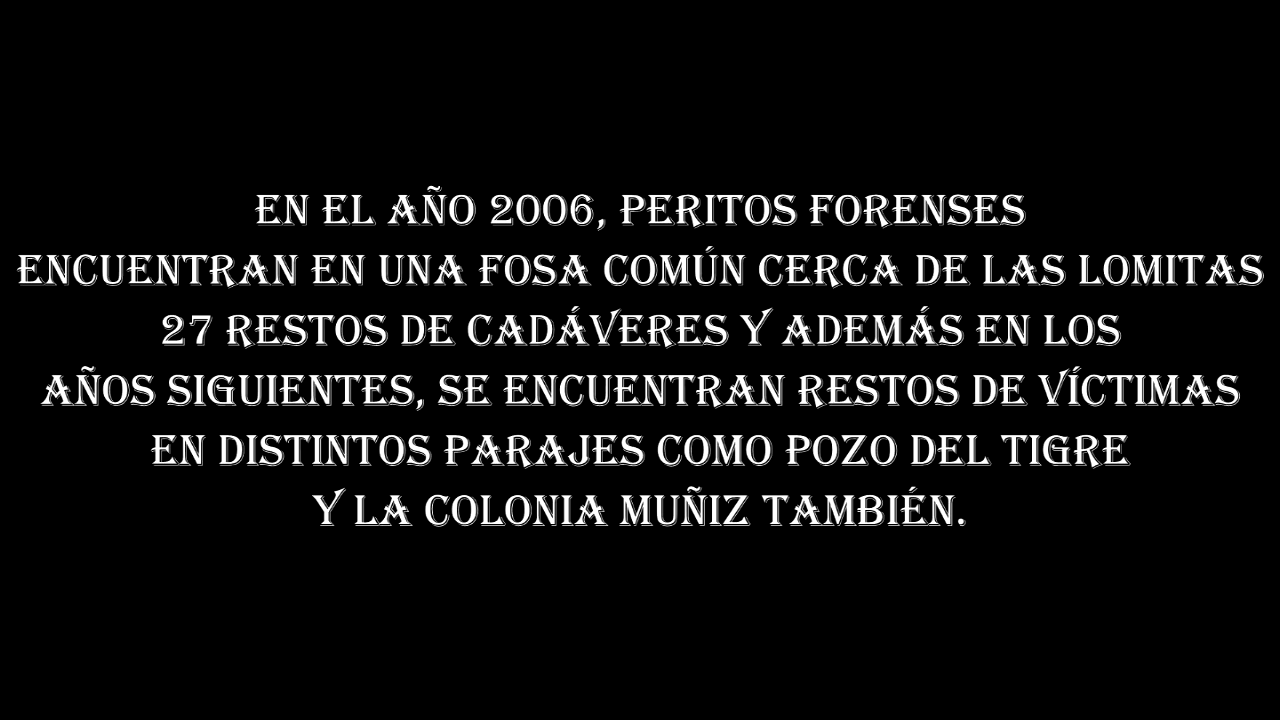 EN EL AÑO 2006, PERITOS FORENSES
ENCUENTRAN EN UNA FOSA COMÚN CERCA DE LAS LOMITAS
27 RESTOS DE CADÁVERES Y ADEMÁS EN LOS
AÑOS SIGUIENTES, SE ENCUENTRAN RESTOS DE VÍCTIMAS
EN DISTINTOS PARAJES COMO POZO DEL TIGRE
Y LA COLONIA MUÑIZ TAMBIÉN.